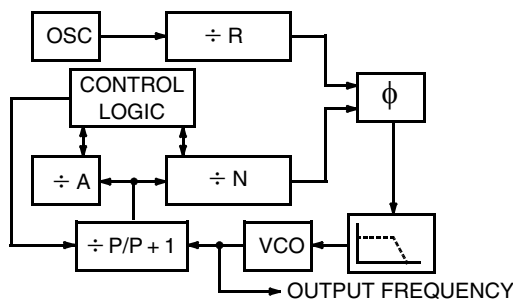 OSC
÷ R
CONTROL
LOGIC
ϕ
÷ A
÷ N
÷ P/P + 1
VCO
OUTPUT FREQUENCY